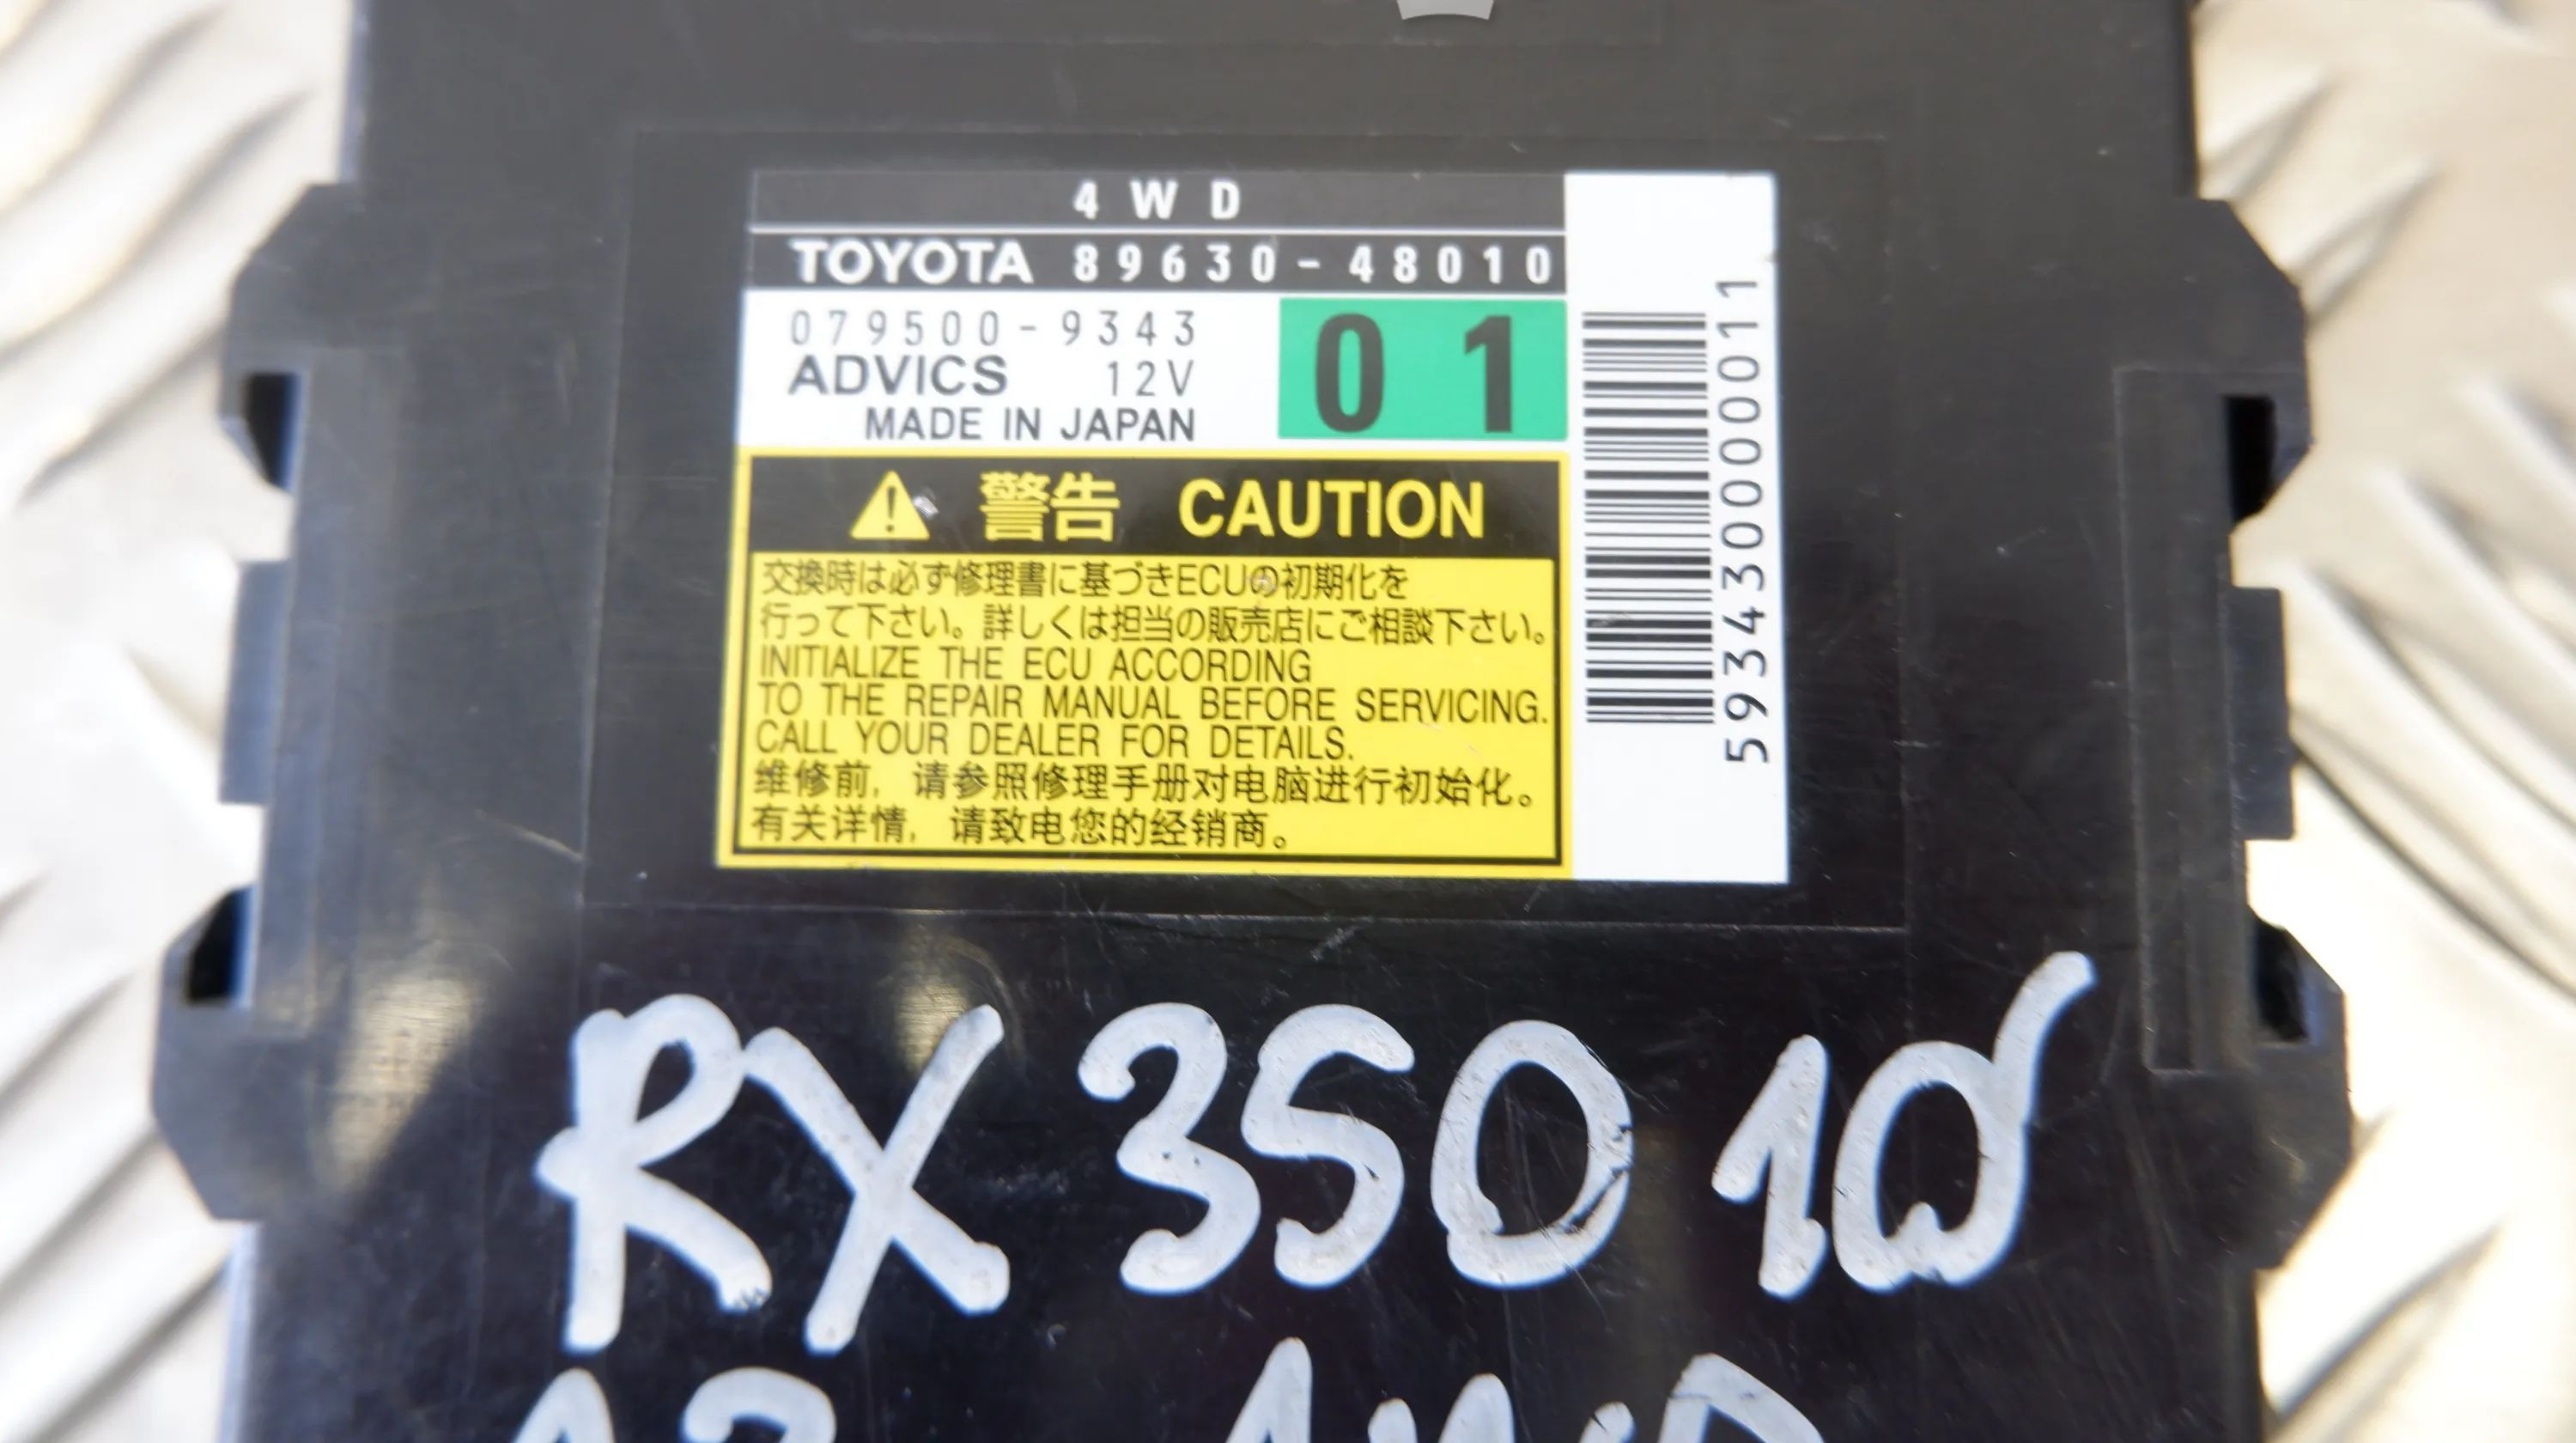 4WD
TOYOTA 89630-48010
079500-9343
ADVICS 12V
MADE IN JAPAN
01
593430000011
警告 CAUTION
交換時は必ず修理書に基づきECUの初期化を
行って下さい。詳しくは担当の販売店にご相談下さい。
INITIALIZE THE ECU ACCORDING
TO THE REPAIR MANUAL BEFORE SERVICING.
CALL YOUR DEALER FOR DETAILS.
维修前，请参照修理手册对电脑进行初始化。
有关详情，请致电您的经销商。
RX 350 10